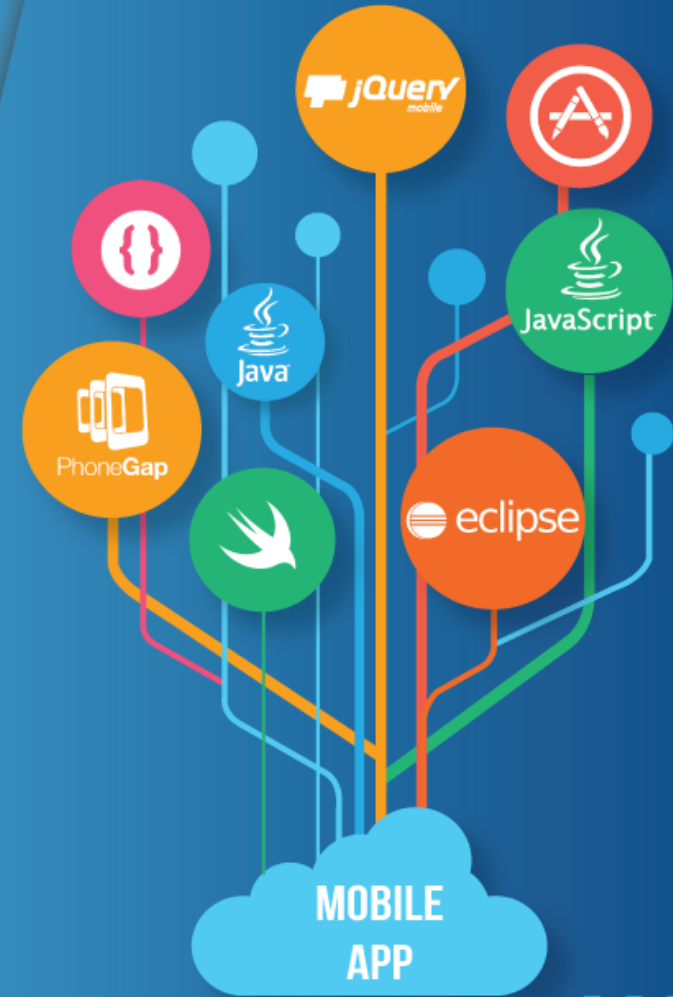 jQuery
mobile
{}
Java
JavaScript
PhoneGap
eclipse
MOBILE
APP